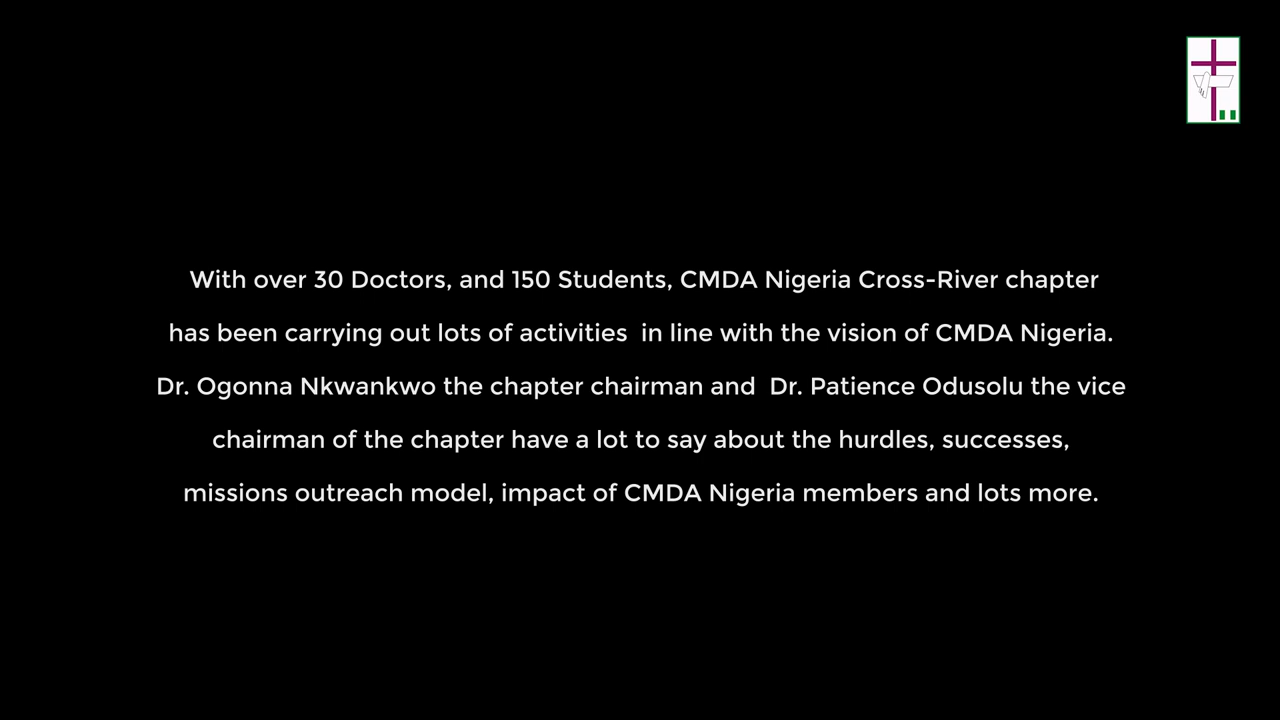 With over 30 Doctors, and 150 Students, CMDA Nigeria Cross-River chapter
has been carrying out lots of activities  in line with the vision of CMDA Nigeria.
Dr. Ogonna Nkwankwo the chapter chairman and  Dr. Patience Odusolu the vice
chairman of the chapter have a lot to say about the hurdles, successes,
missions outreach model, impact of CMDA Nigeria members and lots more.